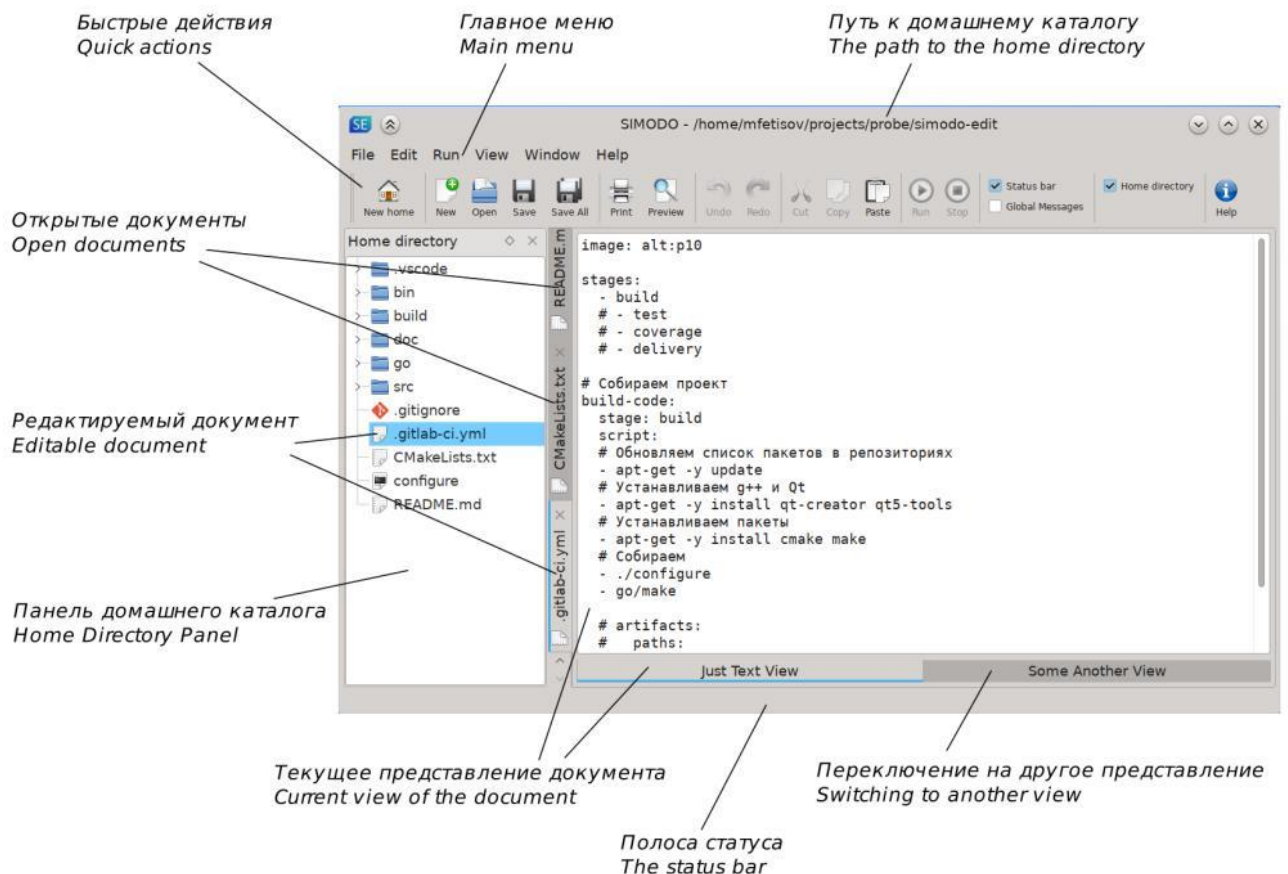 Быстрые действия
Quick actions
Главное меню
Main menu
Путь к домашнему каталогу
The path to the home directory
SE
SIMODO - /home/mfetisov/projects/probe/simodo-edit
File Edit Run View Window Help
New home New Open Save Save All Print Preview Undo Redo Cut Copy Paste Run Stop
Status bar
Global Messages
Home directory
Help
Открытые документы
Open documents
Home directory
.vscode
bin
build
doc
go
src
.gitignore
.gitlab-ci.yml
CMakeLists.txt
configure
README.md
README.m
CMakeLists.txt
.gitlab-ci.yml
image: alt:p10
stages:
- build
# - test
# - coverage
# - delivery
# Собираем проект
build-code:
stage: build
script:
# Обновляем список пакетов в репозиториях
- apt-get -y update
# Устанавливаем g++ и Qt
- apt-get -y install qt-creator qt5-tools
# Устанавливаем пакеты
- apt-get -y install cmake make
# Собираем
- ./configure
- go/make
# artifacts:
# paths:
Just Text View
Some Another View
Редактируемый документ
Editable document
Панель домашнего каталога
Home Directory Panel
Текущее представление документа
Current view of the document
Переключение на другое представление
Switching to another view
Полоса статуса
The status bar